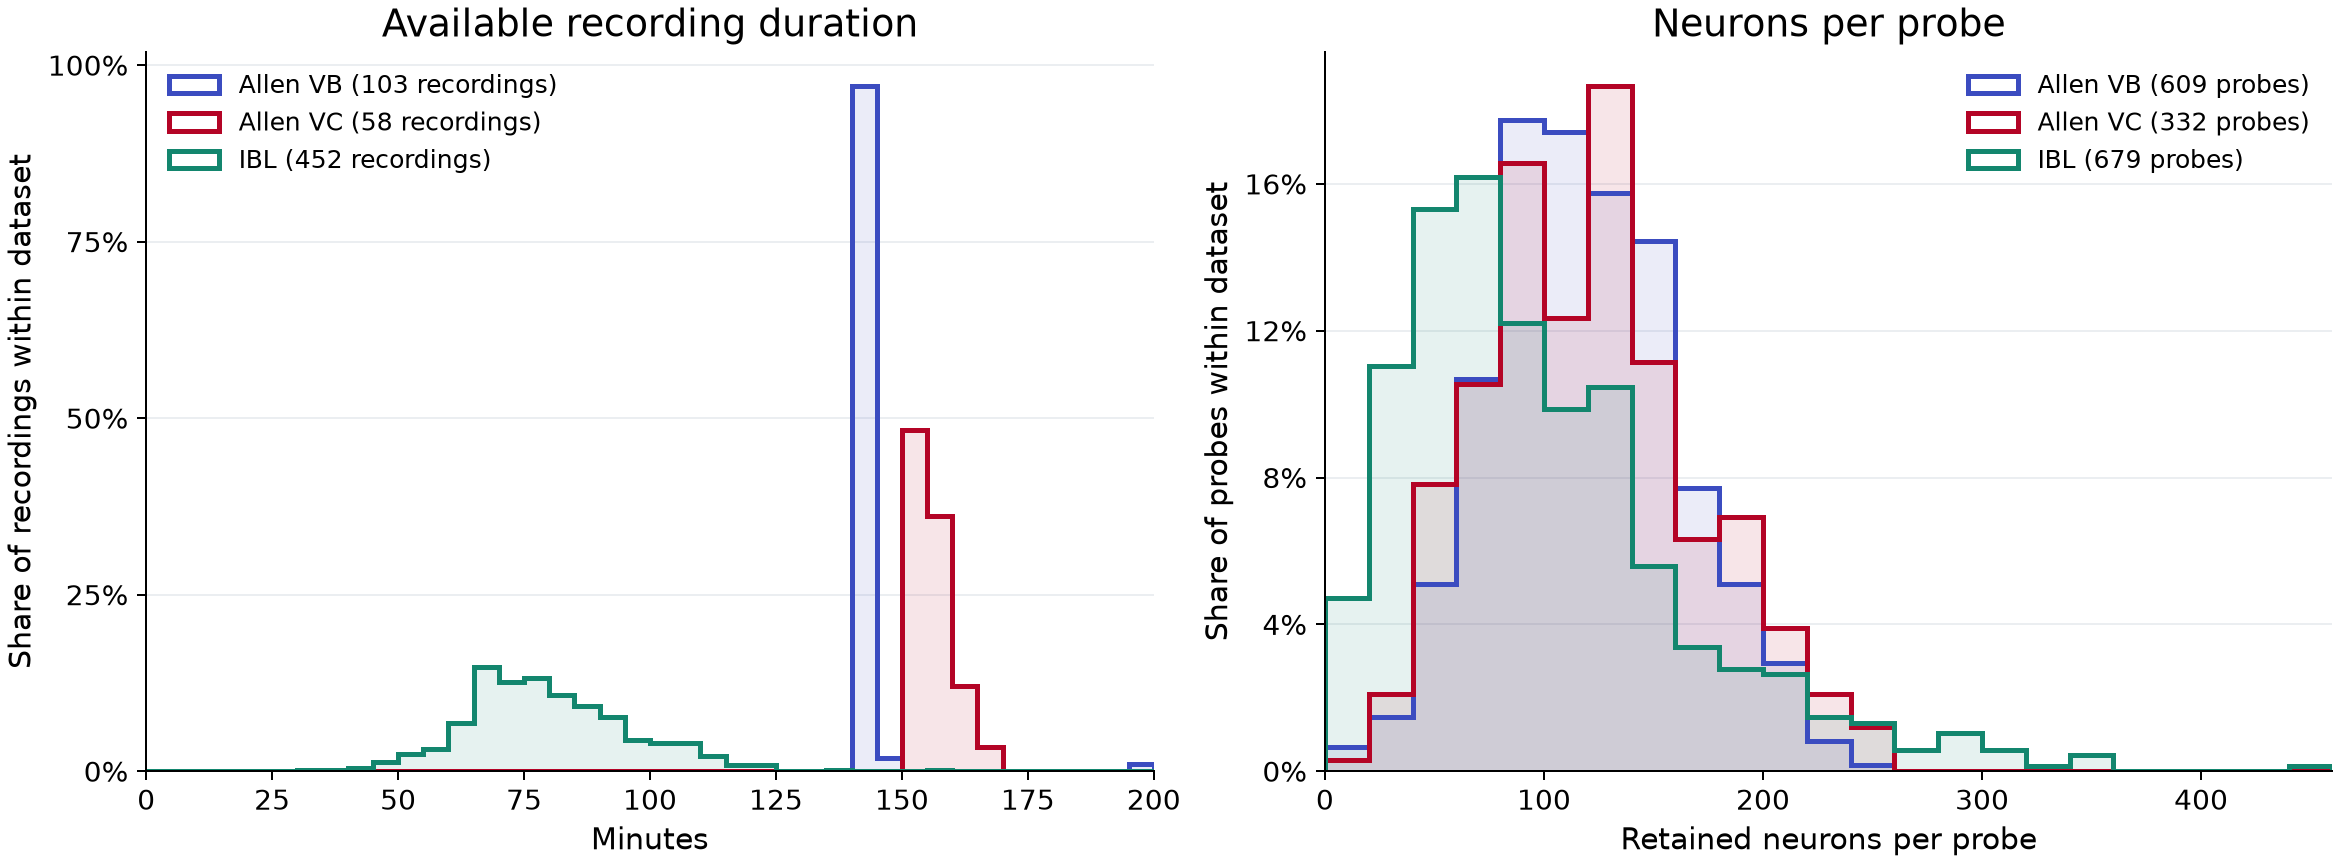 Available recording duration
Share of recordings within dataset
100%
75%
50%
25%
0%
Allen VB (103 recordings)
Allen VC (58 recordings)
IBL (452 recordings)
0 25 50 75 100 125 150 175 200
Minutes
Neurons per probe
Share of probes within dataset
16%
12%
8%
4%
0%
Allen VB (609 probes)
Allen VC (332 probes)
IBL (679 probes)
0 100 200 300 400
Retained neurons per probe